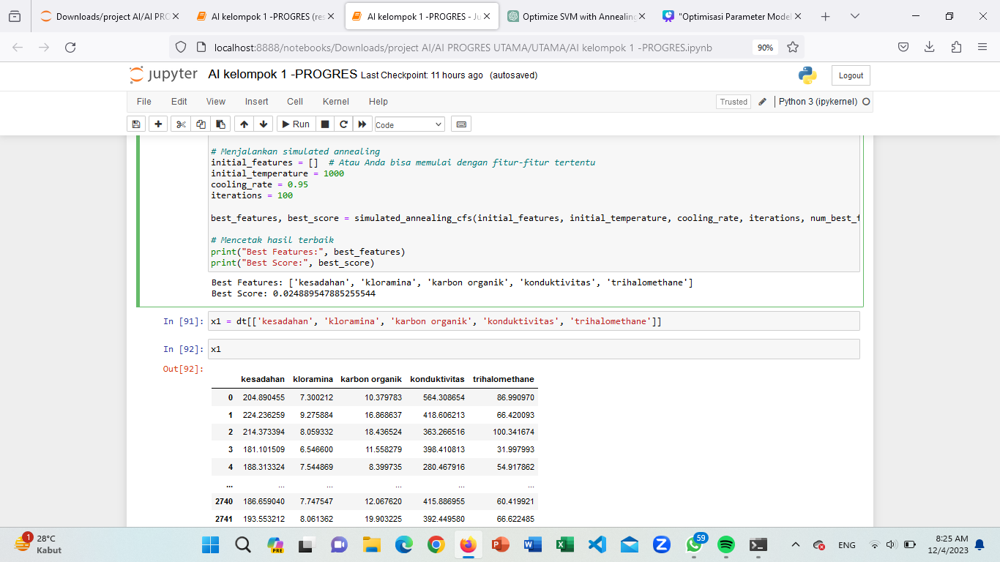 Downloads/project AI/AI PRO
AI kelompok 1 -PROGRES (res
AI kelompok 1 -PROGRES - Ju
Optimize SVM with Annealing
"Optimisasi Parameter Model
localhost:8888/notebooks/Downloads/project AI/AI PROGRES UTAMA/UTAMA/AI kelompok 1 -PROGRES.ipynb
90%
jupyter AI kelompok 1 -PROGRES Last Checkpoint: 11 hours ago (autosaved)
Logout
File Edit View Insert Cell Kernel Help
Trusted
Python 3 (ipykernel)
Run
Code
# Menjalankan simulated annealing
initial_features = [] # Atau Anda bisa memulai dengan fitur-fitur tertentu
initial_temperature = 1000
cooling_rate = 0.95
iterations = 100
best_features, best_score = simulated_annealing_cfs(initial_features, initial_temperature, cooling_rate, iterations, num_best_f
# Mencetak hasil terbaik
print("Best Features:", best_features)
print("Best Score:", best_score)
Best Features: ['kesadahan', 'kloramina', 'karbon organik', 'konduktivitas', 'trihalomethane']
Best Score: 0.024889547885255544
In [91]: x1 = dt[['kesadahan', 'kloramina', 'karbon organik', 'konduktivitas', 'trihalomethane']]
In [92]: x1
Out[92]:
kesadahan kloramina karbon organik konduktivitas trihalomethane
0 204.890455 7.300212 10.379783 564.308654 86.990970
1 224.236259 9.275884 16.868637 418.606213 66.420093
2 214.373394 8.059332 18.436524 363.266516 100.341674
3 181.101509 6.546600 11.558279 398.410813 31.997993
4 188.313324 7.544869 8.399735 280.467916 54.917862
... ... ... ... ... ...
2740 186.659040 7.747547 12.067620 415.886955 60.419921
2741 193.553212 8.061362 19.903225 392.449580 66.622485
1
28°C
Kabut
PRE
59
ENG
8:25 AM
12/4/2023